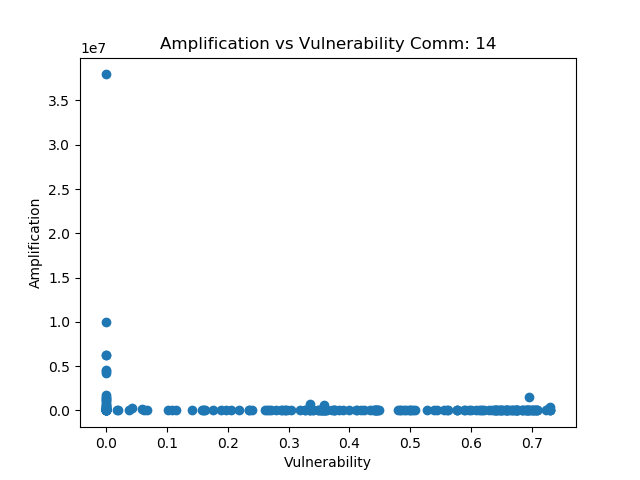 Amplification vs Vulnerability Comm: 14
1e7
3.5
3.0
2.5
2.0
1.5
1.0
0.5
0.0
Amplification
0.0 0.1 0.2 0.3 0.4 0.5 0.6 0.7
Vulnerability